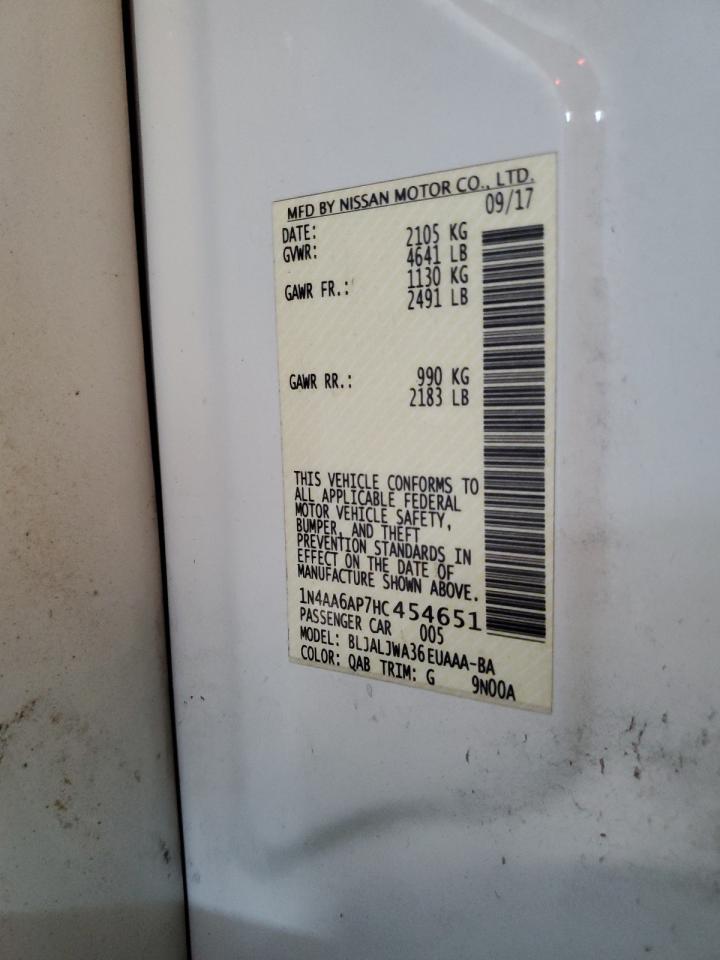 MFD BY NISSAN MOTOR CO., LTD.
DATE: 09/17
GVWR: 2105 KG
4641 LB
GAWR FR.: 1130 KG
2491 LB
GAWR RR.: 990 KG
2183 LB
THIS VEHICLE CONFORMS TO
ALL APPLICABLE FEDERAL
MOTOR VEHICLE SAFETY,
BUMPER, AND THEFT
PREVENTION STANDARDS IN
EFFECT ON THE DATE OF
MANUFACTURE SHOWN ABOVE.
1N4AA6AP7HC454651
PASSENGER CAR 005
MODEL: BLJALJWA36EUAAA-BA
COLOR: QAB TRIM: G 9N00A